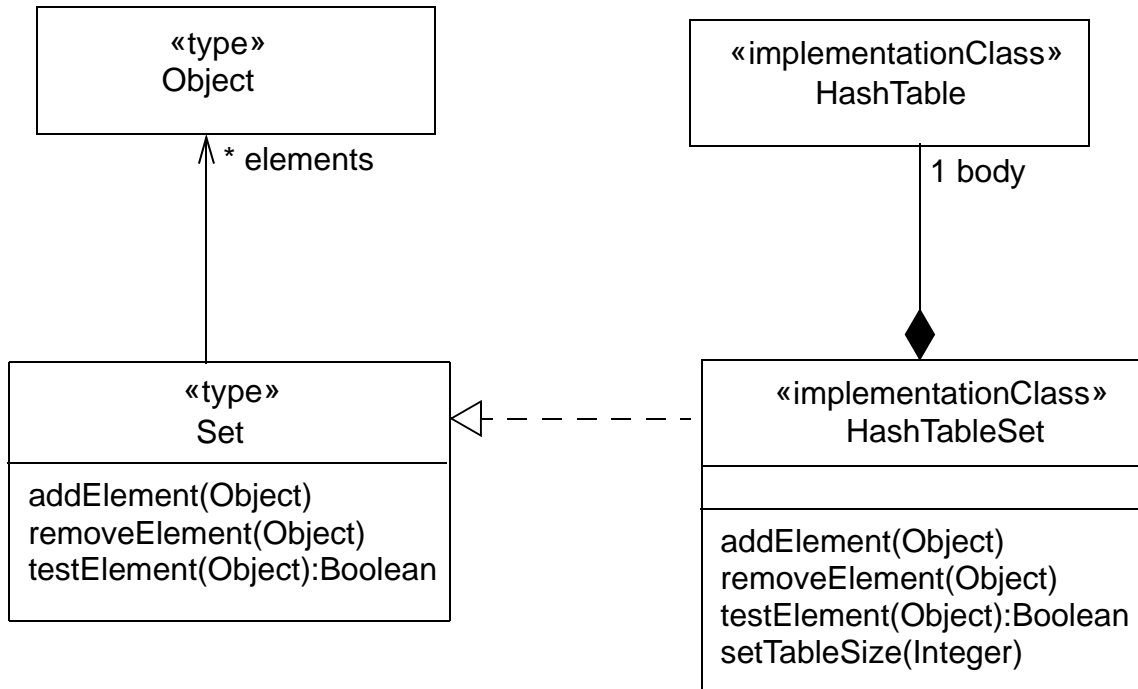 «type»
Object
* elements
«implementationClass»
HashTable
1 body
«type»
Set
addElement(Object)
removeElement(Object)
testElement(Object):Boolean
«implementationClass»
HashTableSet
addElement(Object)
removeElement(Object)
testElement(Object):Boolean
setTableSize(Integer)